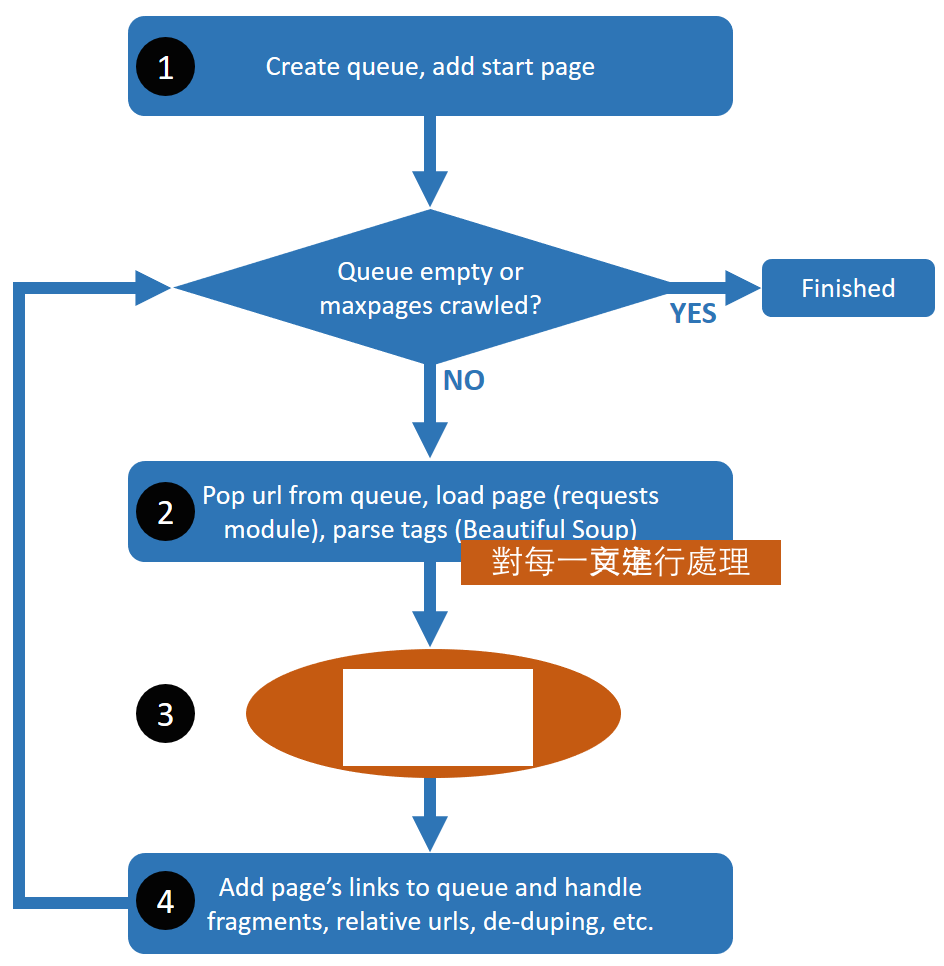 1
Create queue, add start page
Queue empty or
maxpages crawled?
YES
Finished
NO
2
Pop url from queue, load page (requests
module), parse tags (Beautiful Soup)
對每一頁進行處理
3
4
Add page’s links to queue and handle
fragments, relative urls, de-duping, etc.